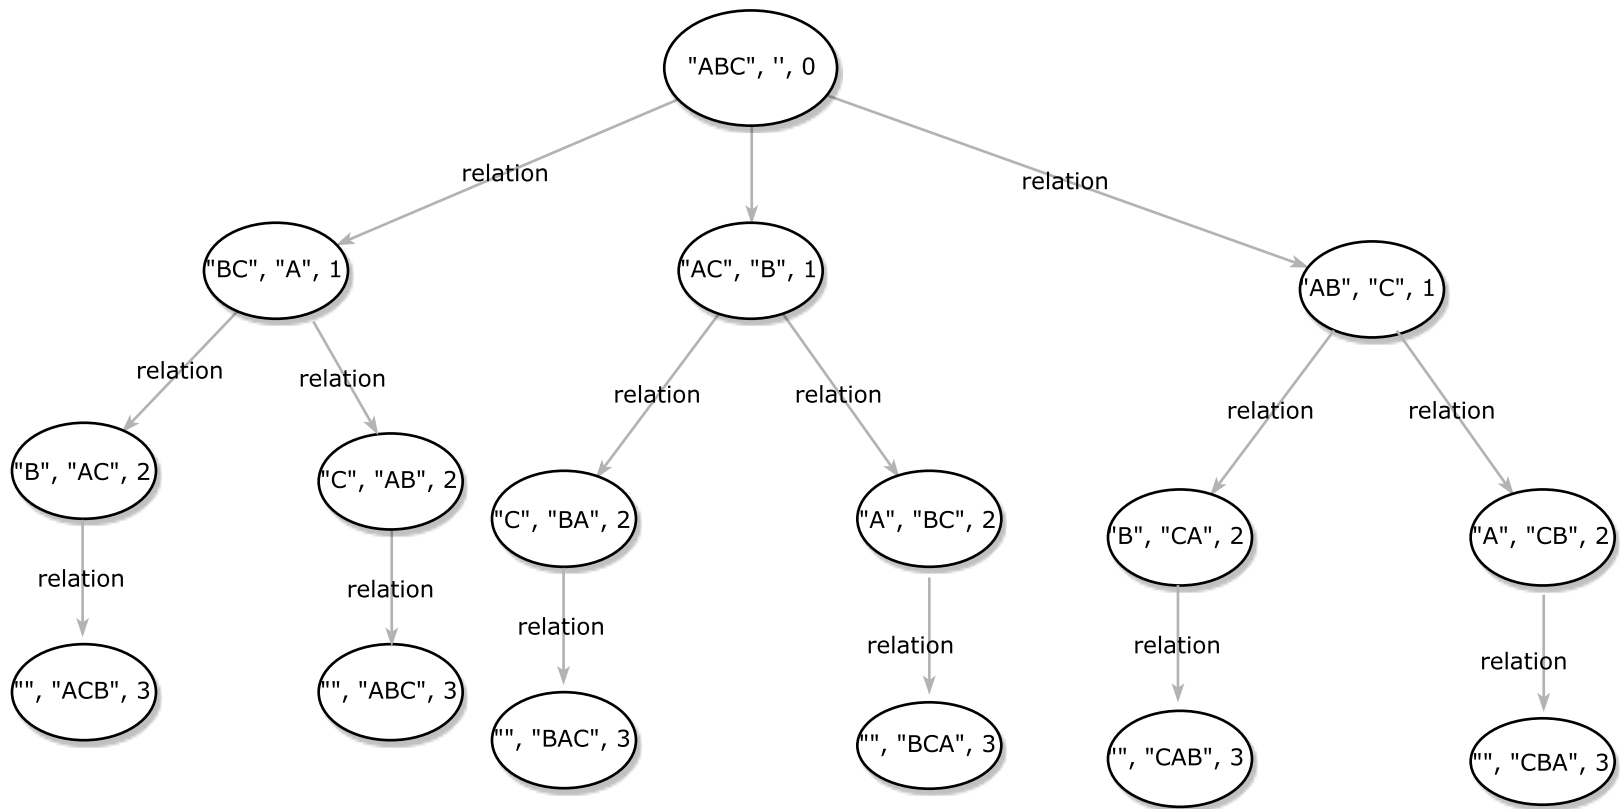 "ABC", '', 0
relation
relation
"BC", "A", 1
"AC", "B", 1
"AB", "C", 1
relation
relation
relation
relation
relation
relation
"B", "AC", 2
"C", "AB", 2
"C", "BA", 2
"A", "BC", 2
"B", "CA", 2
"A", "CB", 2
relation
relation
relation
relation
relation
relation
"", "ACB", 3
"", "ABC", 3
"", "BAC", 3
"", "BCA", 3
"", "CAB", 3
"", "CBA", 3